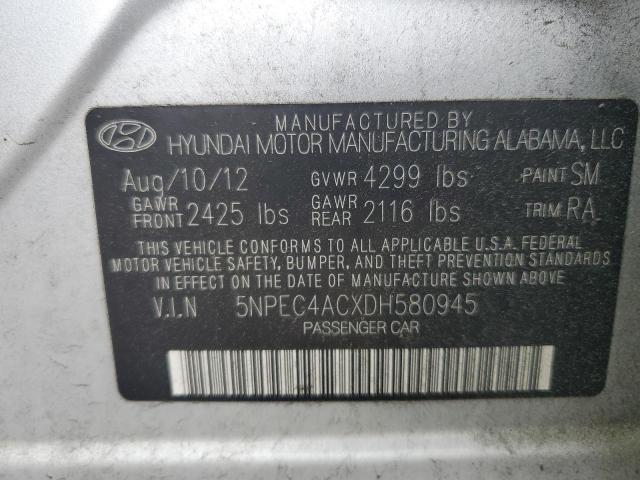 MANUFACTURED BY
HYUNDAI MOTOR MANUFACTURING ALABAMA, LLC
Aug/10/12 GVWR 4299 lbs PAINT SM
GAWR FRONT 2425 lbs GAWR REAR 2116 lbs TRIM RA
THIS VEHICLE CONFORMS TO ALL APPLICABLE U.S.A. FEDERAL
MOTOR VEHICLE SAFETY, BUMPER, AND THEFT PREVENTION STANDARDS
IN EFFECT ON THE DATE OF MANUFACTURE SHOWN ABOVE.
V.I.N 5NPEC4ACXDH580945
PASSENGER CAR